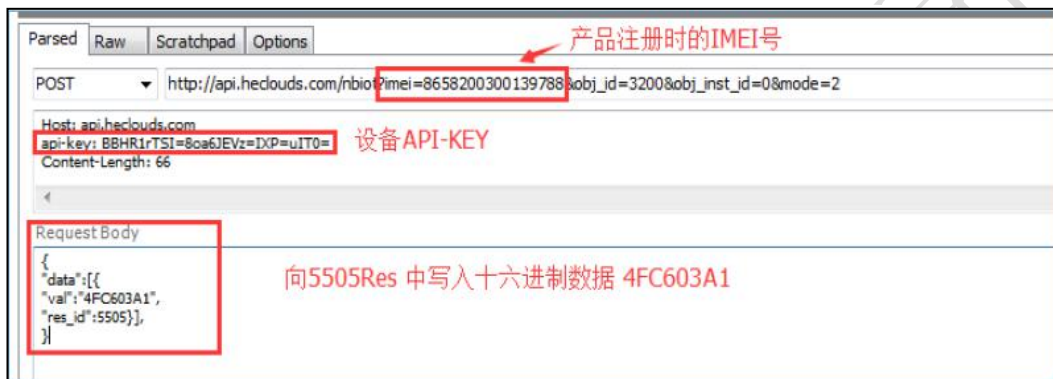 Parsed Raw Scratchpad Options
产品注册时的IMEI号
POST http://api.heclouds.com/nbiot?imei=8658200300139788&obj_id=3200&obj_inst_id=0&mode=2
Host: api.heclouds.com
api-key: BBHR1rTSI=8oa6JEVz=IXP=uIT0=
设备API-KEY
Content-Length: 66
Request Body
{
"data":[{
"val":"4FC603A1",
"res_id":5505}],
}
向5505Res 中写入十六进制数据 4FC603A1